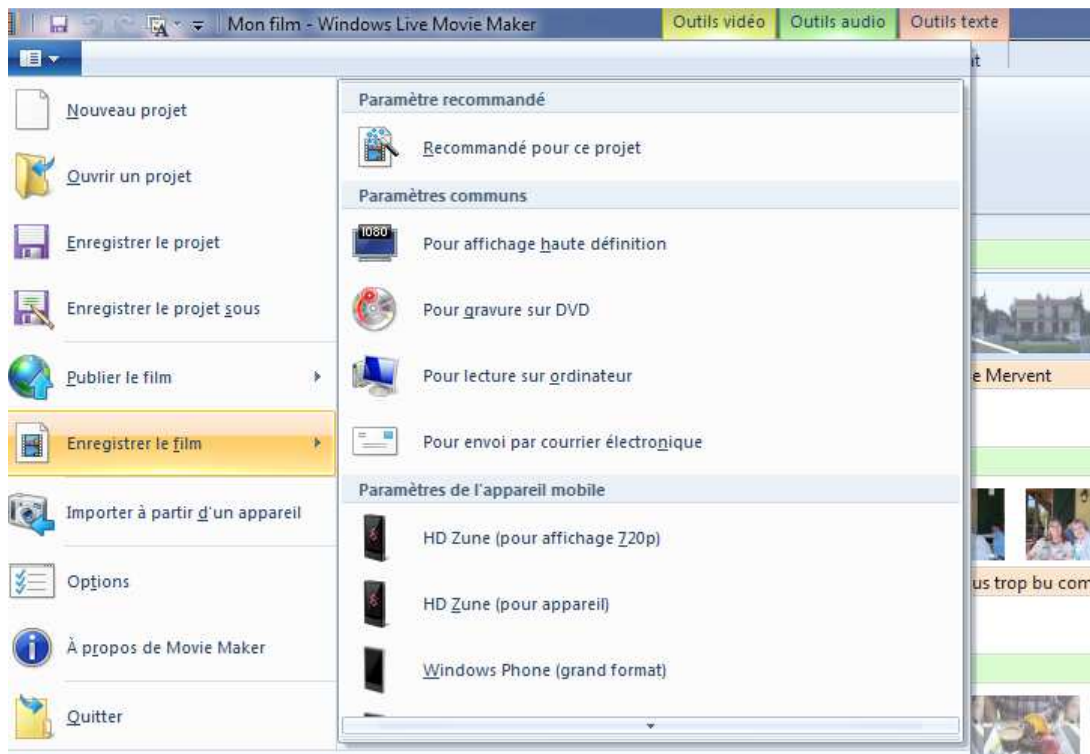 Mon film - Windows Live Movie Maker
Outils vidéo
Outils audio
Outils texte
Nouveau projet
Ouvrir un projet
Enregistrer le projet
Enregistrer le projet sous
Publier le film
Enregistrer le film
Importer à partir d'un appareil
Options
À propos de Movie Maker
Quitter
Paramètre recommandé
Recommandé pour ce projet
Paramètres communs
1080
Pour affichage haute définition
Pour gravure sur DVD
Pour lecture sur ordinateur
Pour envoi par courrier électronique
Paramètres de l'appareil mobile
HD Zune (pour affichage 720p)
HD Zune (pour appareil)
Windows Phone (grand format)
t
e Mervent
us trop bu com